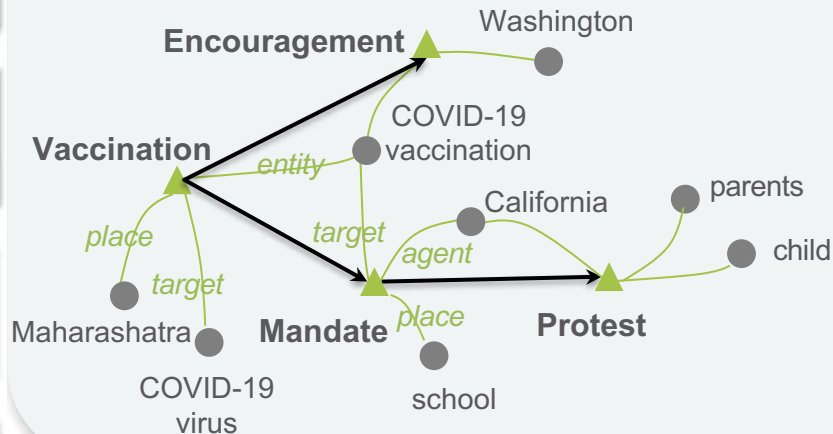 Washington
Encouragement
COVID-19
vaccination
Vaccination
entity
parents
California
place
target
agent
child
target
Maharashatra
Mandate
place
Protest
COVID-19
virus
school